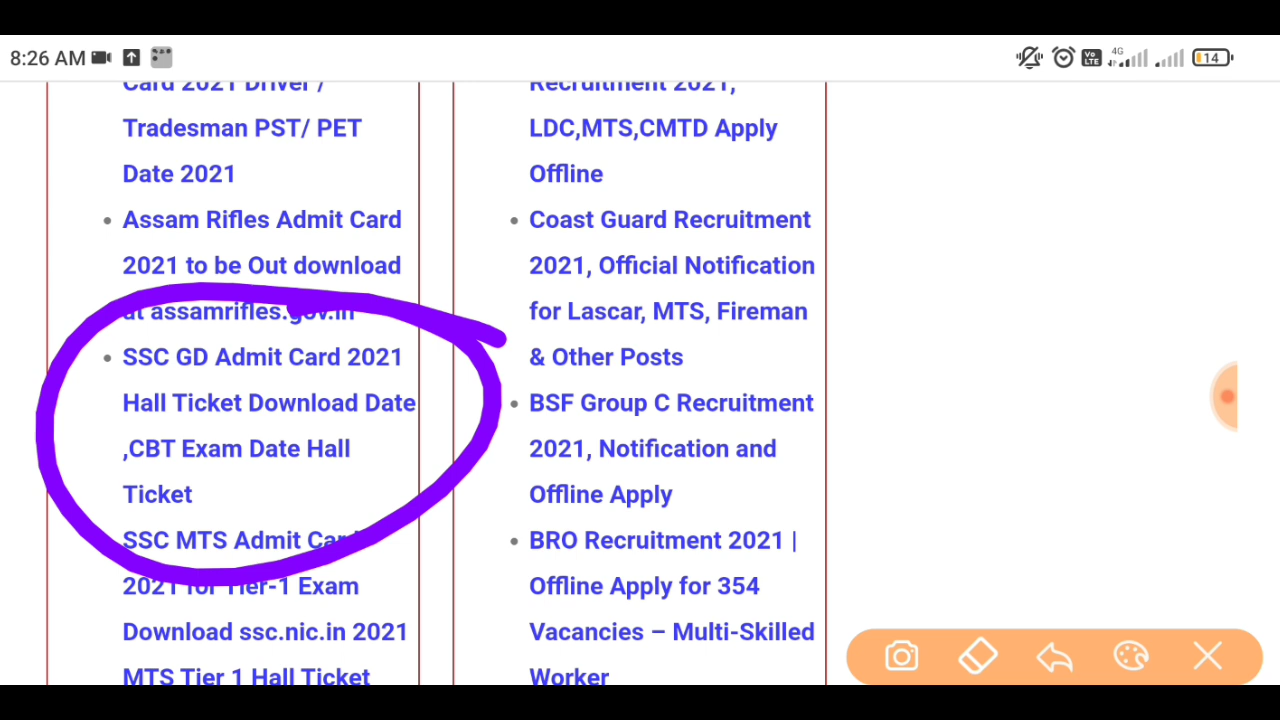 8:26 AM
Vo LTE 4G 14
Card 2021 Driver /
Tradesman PST/ PET
Date 2021
Assam Rifles Admit Card
2021 to be Out download
at assamrifles.gov.in
SSC GD Admit Card 2021
Hall Ticket Download Date
,CBT Exam Date Hall
Ticket
SSC MTS Admit Card
2021 for Tier-1 Exam
Download ssc.nic.in 2021
MTS Tier 1 Hall Ticket
Recruitment 2021,
LDC,MTS,CMTD Apply
Offline
Coast Guard Recruitment
2021, Official Notification
for Lascar, MTS, Fireman
& Other Posts
BSF Group C Recruitment
2021, Notification and
Offline Apply
BRO Recruitment 2021 |
Offline Apply for 354
Vacancies – Multi-Skilled
Worker